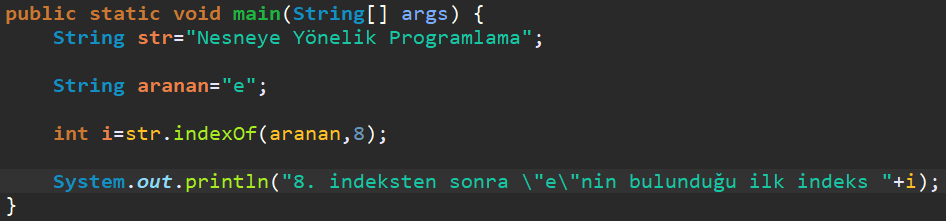 public static void main(String[] args) {
String str="Nesneye Yönelik Programlama";
String aranan="e";
int i=str.indexOf(aranan,8);
System.out.println("8. indeksten sonra \"e\"nin bulunduğu ilk indeks "+i);
}